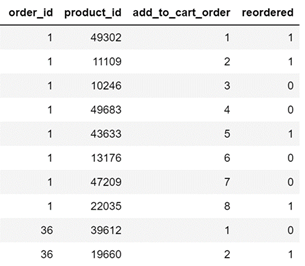 order_id product_id add_to_cart_order reordered
1 49302 1 1
1 11109 2 1
1 10246 3 0
1 49683 4 0
1 43633 5 1
1 13176 6 0
1 47209 7 0
1 22035 8 1
36 39612 1 0
36 19660 2 1